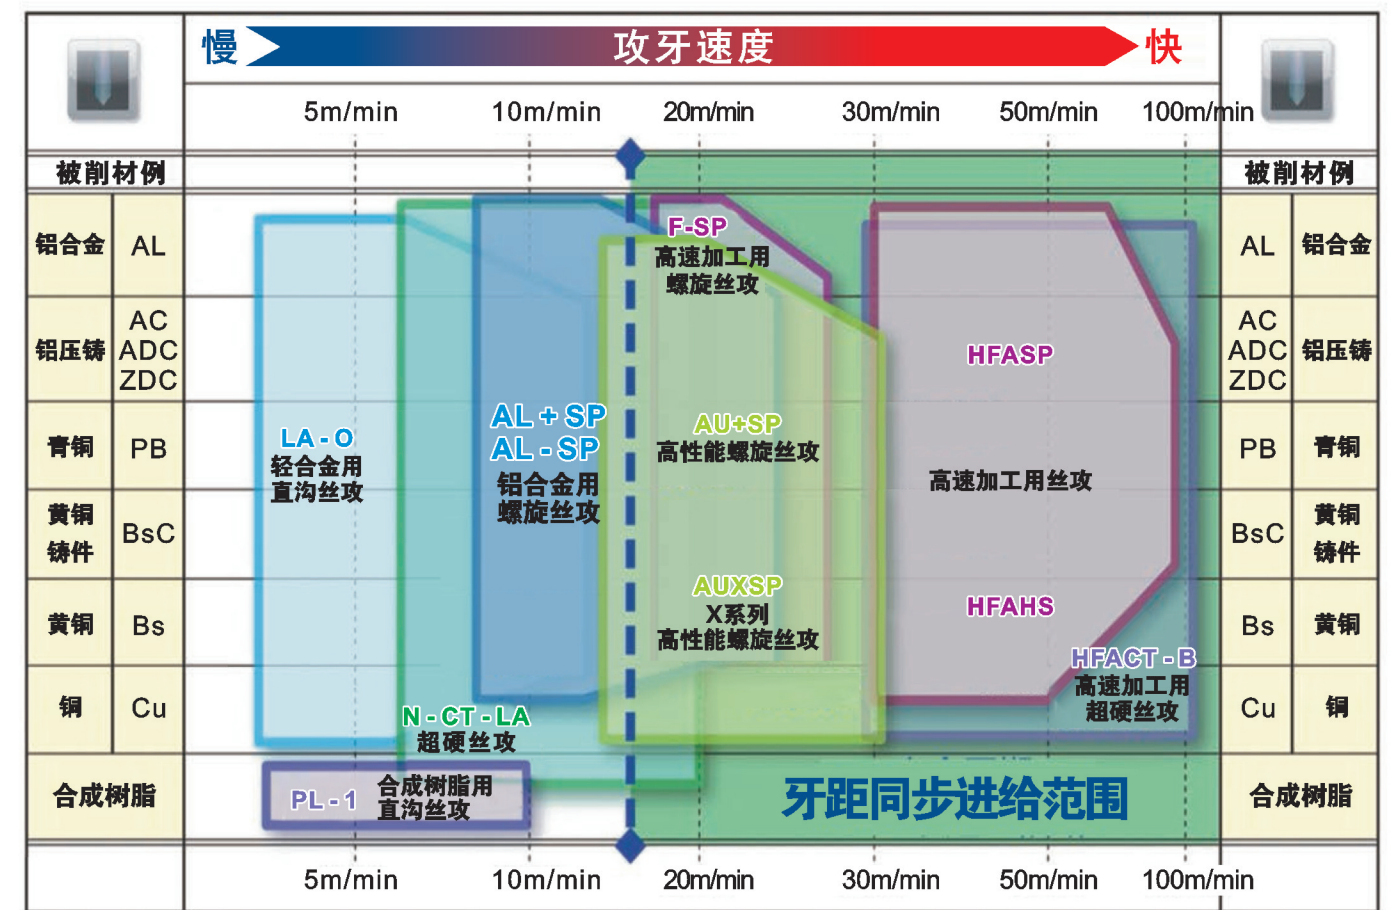 慢 攻牙速度 快
5m/min 10m/min 20m/min 30m/min 50m/min 100m/min
被削材例 被削材例
铝合金 AL AL 铝合金
F-SP
高速加工用
螺旋丝攻
铝压铸 AC ADC ZDC AC ADC ZDC 铝压铸
HFASP
青铜 PB PB 青铜
LA-O
轻合金用
直沟丝攻
AL+SP
AL-SP
铝合金用
螺旋丝攻
AU+SP
高性能螺旋丝攻
高速加工用丝攻
黄铜
铸件
BsC BsC
黄铜
铸件
AUXSP
X系列
高性能螺旋丝攻
HFAHS
黄铜 Bs Bs 黄铜
HFACT-B
高速加工用
超硬丝攻
铜 Cu Cu 铜
N-CT-LA
超硬丝攻
合成树脂 合成树脂
PL-1
合成树脂用
直沟丝攻
牙距同步进给范围
5m/min 10m/min 20m/min 30m/min 50m/min 100m/min